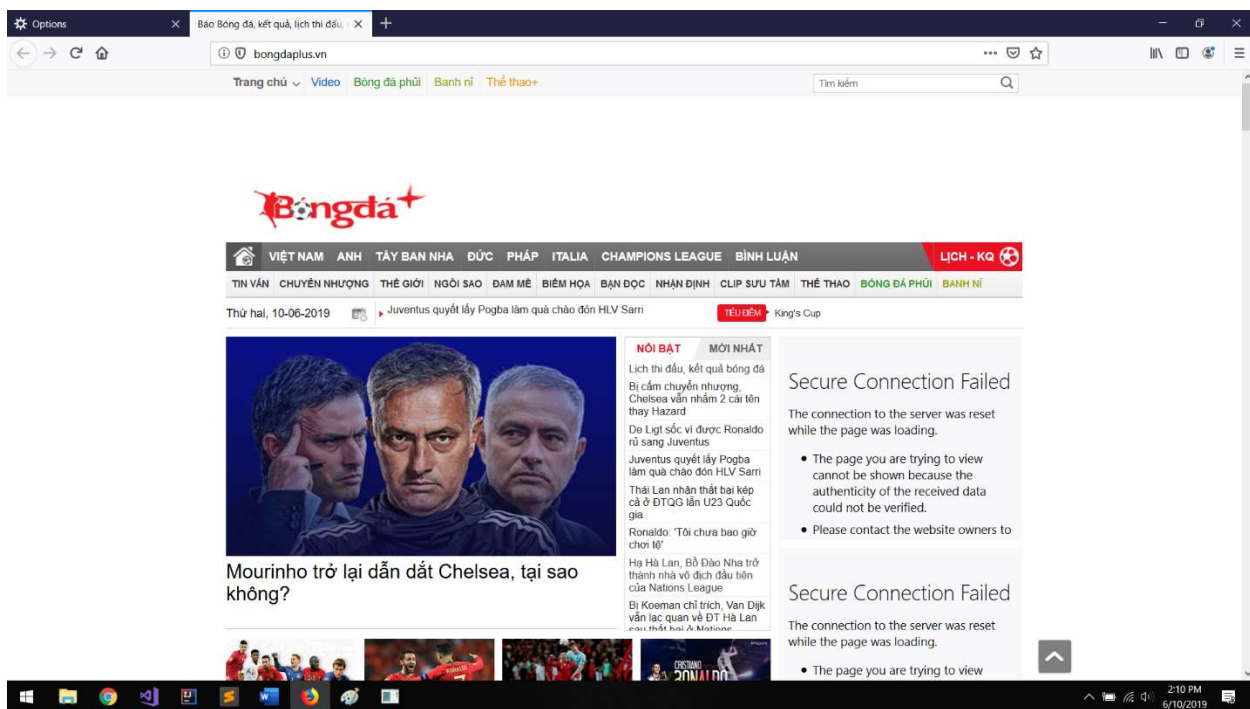 Options
Báo Bóng đá, kết quả, lịch thi đấu,
bongdaplus.vn
Trang chủ Video Bóng đá phủi Banh nỉ Thể thao+
Tìm kiếm
Bóngdá+
VIỆT NAM ANH TÂY BAN NHA ĐỨC PHÁP ITALIA CHAMPIONS LEAGUE BÌNH LUẬN LỊCH - KQ
TIN VẮN CHUYỂN NHƯỢNG THẾ GIỚI NGÔI SAO ĐAM MÊ BIẾM HỌA BẠN ĐỌC NHẬN ĐỊNH CLIP SƯU TẦM THỂ THAO BÓNG ĐÁ PHỦI BANH NỈ
Thứ hai, 10-06-2019 Juventus quyết lấy Pogba làm quà chào đón HLV Sarri TIÊU ĐIỂM King's Cup
Mourinho trở lại dẫn dắt Chelsea, tại sao
không?
NỔI BẬT MỚI NHẤT
Lịch thi đấu, kết quả bóng đá
Bị cấm chuyển nhượng,
Chelsea vẫn nhắm 2 cái tên
thay Hazard
De Ligt sốc vì được Ronaldo
rủ sang Juventus
Juventus quyết lấy Pogba
làm quà chào đón HLV Sarri
Thái Lan nhận thất bại kép
cả ở ĐTQG lẫn U23 Quốc
gia
Ronaldo: 'Tôi chưa bao giờ
chơi tệ'
Hạ Hà Lan, Bồ Đào Nha trở
thành nhà vô địch đầu tiên
của Nations League
Bị Koeman chỉ trích, Van Dijk
vẫn lạc quan về ĐT Hà Lan
sau thất bại ở Nations
Secure Connection Failed
The connection to the server was reset
while the page was loading.
• The page you are trying to view
cannot be shown because the
authenticity of the received data
could not be verified.
• Please contact the website owners to
Secure Connection Failed
The connection to the server was reset
while the page was loading.
• The page you are trying to view
CRISTIANO
RONALDO
2:10 PM
6/10/2019